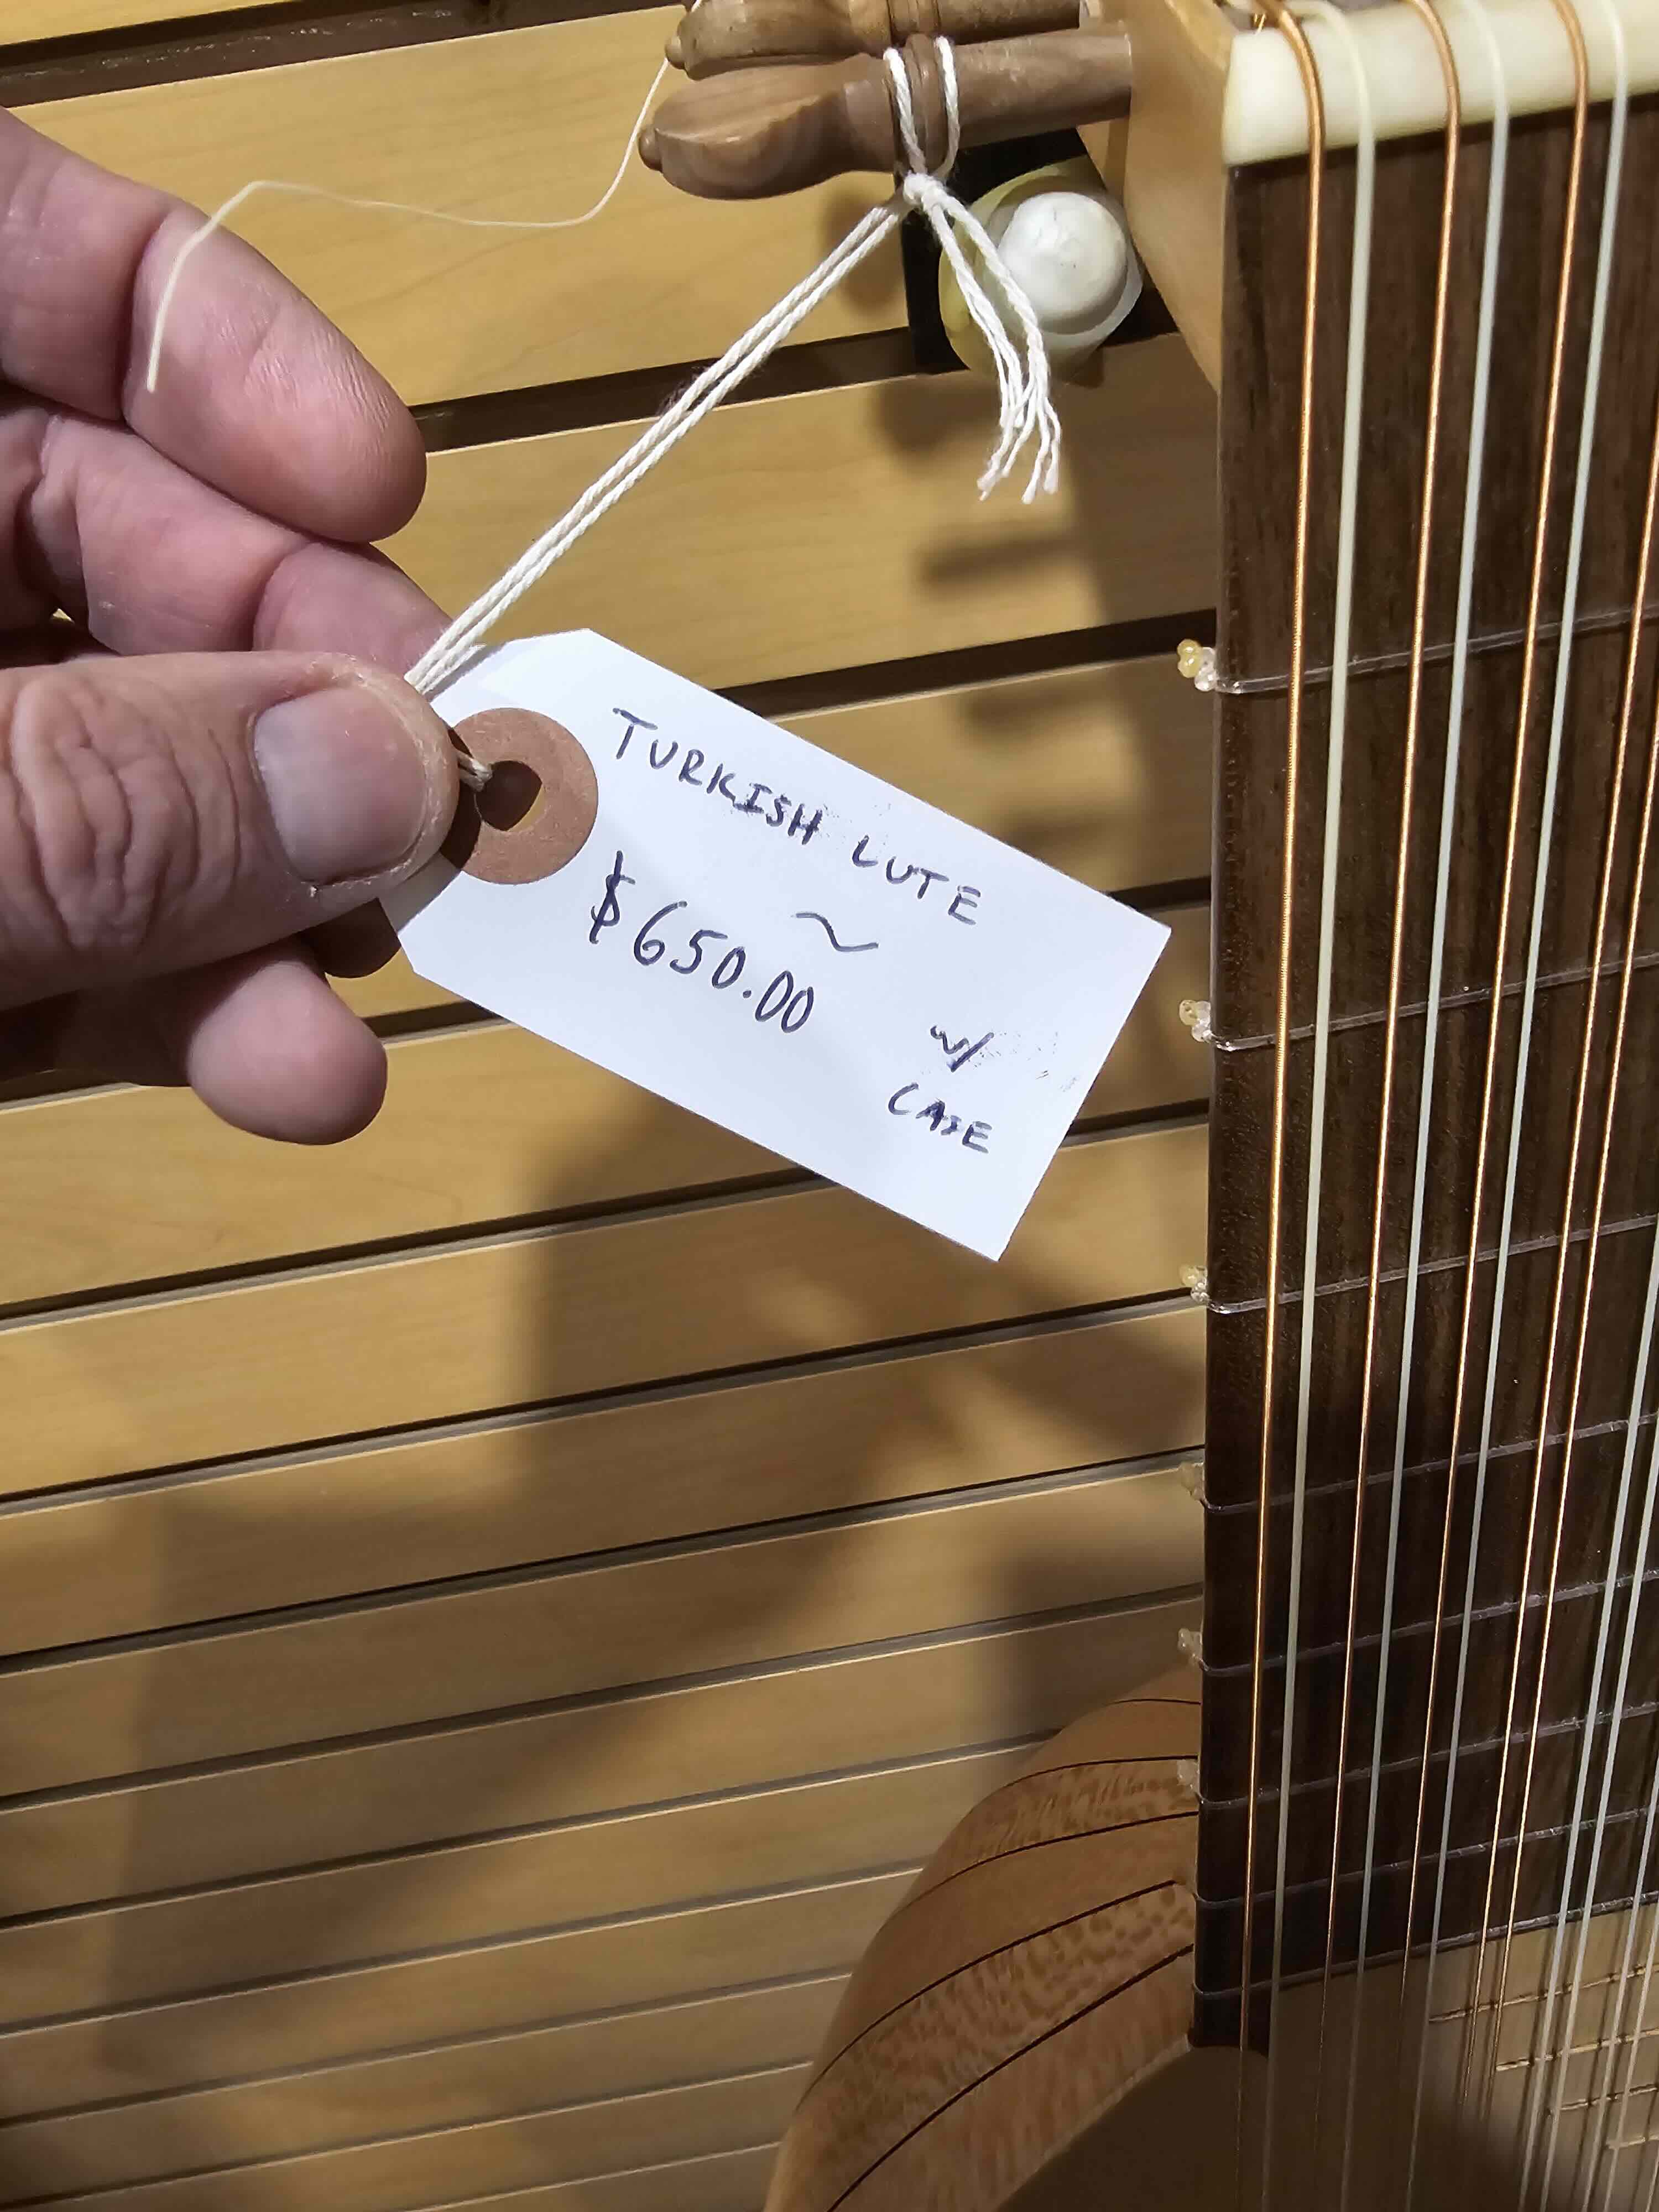 TURKISH LUTE
~
$650.00
w/
CASE